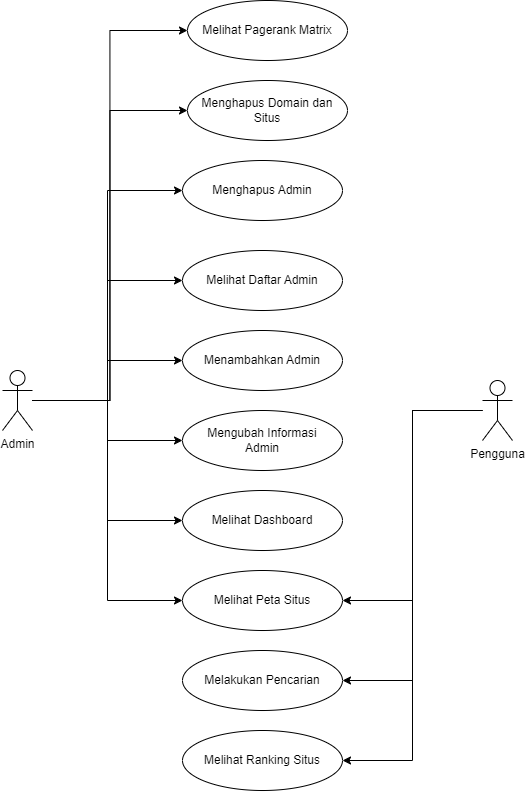 Melihat Pagerank Matrix
Menghapus Domain dan
Situs
Menghapus Admin
Melihat Daftar Admin
Menambahkan Admin
Admin
Mengubah Informasi
Admin
Pengguna
Melihat Dashboard
Melihat Peta Situs
Melakukan Pencarian
Melihat Ranking Situs